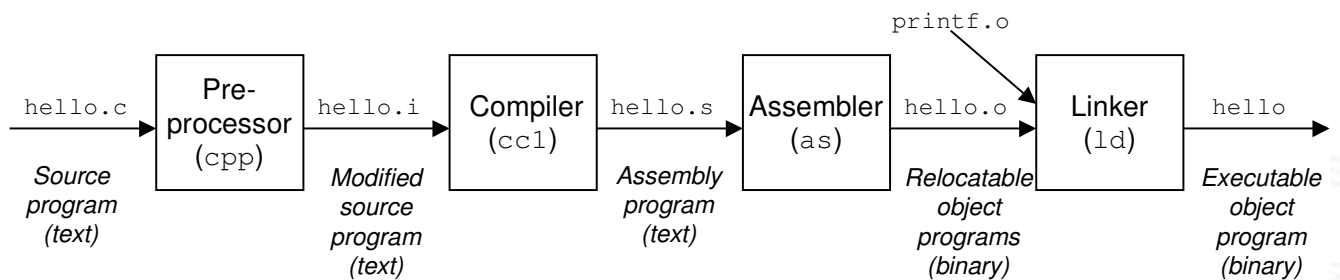 printf.o
hello.c
Pre-
processor
(cpp)
hello.i
Compiler
(cc1)
hello.s
Assembler
(as)
hello.o
Linker
(ld)
hello
Source
program
(text)
Modified
source
program
(text)
Assembly
program
(text)
Relocatable
object
programs
(binary)
Executable
object
program
(binary)